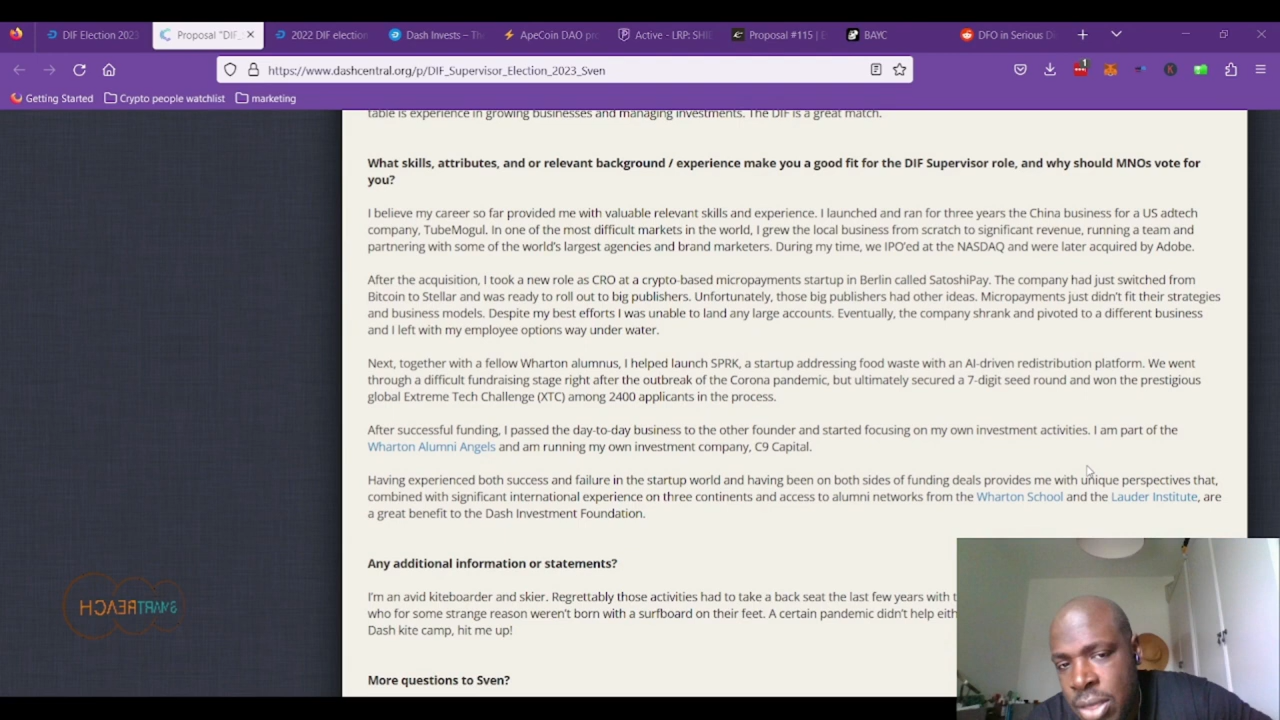 DIF Election 2023
Proposal "DIF_
2022 DIF election
Dash Invests – The
ApeCoin DAO pro
Active - LRP: SHI
Proposal #115 | E
BAYC
DFO in Serious Di
https://www.dashcentral.org/p/DIF_Supervisor_Election_2023_Sven
1
Getting Started
Crypto people watchlist
marketing
table is experience in growing businesses and managing investments. The DIF is a great match.
What skills, attributes, and or relevant background / experience make you a good fit for the DIF Supervisor role, and why should MNOs vote for
you?
I believe my career so far provided me with valuable relevant skills and experience. I launched and ran for three years the China business for a US adtech
company, TubeMogul. In one of the most difficult markets in the world, I grew the local business from scratch to significant revenue, running a team and
partnering with some of the world's largest agencies and brand marketers. During my time, we IPO'ed at the NASDAQ and were later acquired by Adobe.
After the acquisition, I took a new role as CRO at a crypto-based micropayments startup in Berlin called SatoshiPay. The company had just switched from
Bitcoin to Stellar and was ready to roll out to big publishers. Unfortunately, those big publishers had other ideas. Micropayments just didn't fit their strategies
and business models. Despite my best efforts I was unable to land any large accounts. Eventually, the company shrank and pivoted to a different business
and I left with my employee options way under water.
Next, together with a fellow Wharton alumnus, I helped launch SPRK, a startup addressing food waste with an AI-driven redistribution platform. We went
through a difficult fundraising stage right after the outbreak of the Corona pandemic, but ultimately secured a 7-digit seed round and won the prestigious
global Extreme Tech Challenge (XTC) among 2400 applicants in the process.
After successful funding, I passed the day-to-day business to the other founder and started focusing on my own investment activities. I am part of the
Wharton Alumni Angels and am running my own investment company, C9 Capital.
Having experienced both success and failure in the startup world and having been on both sides of funding deals provides me with unique perspectives that,
combined with significant international experience on three continents and access to alumni networks from the Wharton School and the Lauder Institute, are
a great benefit to the Dash Investment Foundation.
Any additional information or statements?
I'm an avid kiteboarder and skier. Regrettably those activities had to take a back seat the last few years with
who for some strange reason weren't born with a surfboard on their feet. A certain pandemic didn't help
Dash kite camp, hit me up!
More questions to Sven?
SMARTREACH